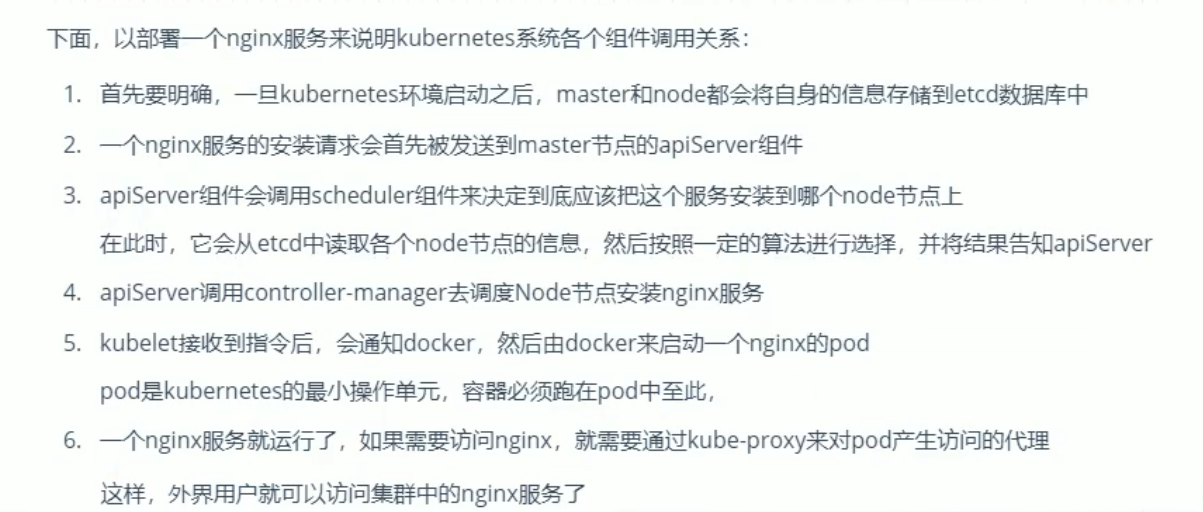 下面，以部署一个nginx服务来说明kubernetes系统各个组件调用关系：
1. 首先要明确，一旦kubernetes环境启动之后，master和node都会将自身的信息存储到etcd数据库中
2. 一个nginx服务的安装请求会首先被发送到master节点的apiServer组件
3. apiServer组件会调用scheduler组件来决定到底应该把这个服务安装到哪个node节点上
在此时，它会从etcd中读取各个node节点的信息，然后按照一定的算法进行选择，并将结果告知apiServer
4. apiServer调用controller-manager去调度Node节点安装nginx服务
5. kubelet接收到指令后，会通知docker，然后由docker来启动一个nginx的pod
pod是kubernetes的最小操作单元，容器必须跑在pod中至此，
6. 一个nginx服务就运行了，如果需要访问nginx，就需要通过kube-proxy来对pod产生访问的代理
这样，外界用户就可以访问集群中的nginx服务了